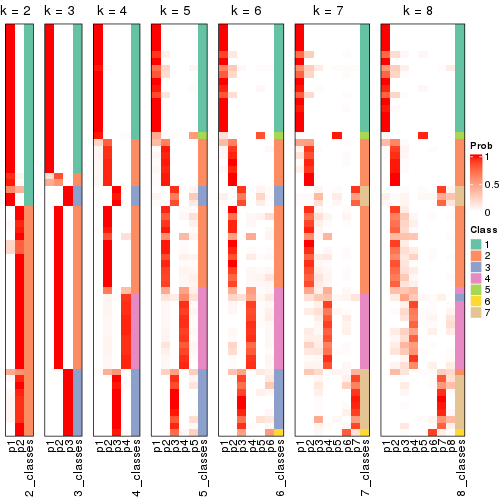 k = 2 k = 3 k = 4 k = 5 k = 6 k = 7 k = 8
Prob
1
0.5
0
Class
1
2
3
4
5
6
7
p1 p2 2_classes p1 p2 p3 3_classes p1 p2 p3 p4 4_classes p1 p2 p3 p4 p5 5_classes p1 p2 p3 p4 p5 p6 6_classes p1 p2 p3 p4 p5 p6 p7 7_classes p1 p2 p3 p4 p5 p6 p7 p8 8_classes